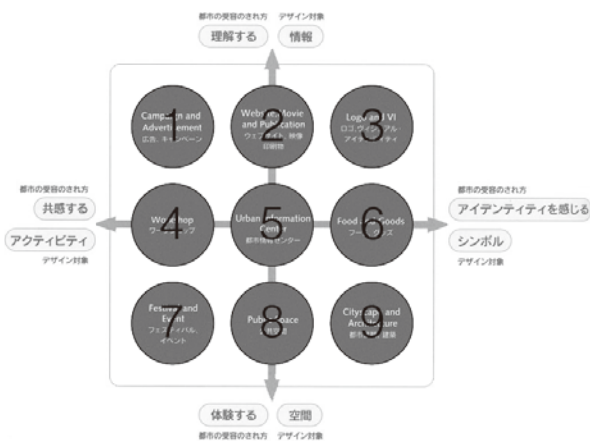 都市の受容のされ方 デザイン対象
理解する 情報
1
Campaign and
Advertisement
広告、キャンペーン
2
Website, Movie
and Publication
ウェブサイト、映像
印刷物
3
Logo and VI
ロゴ、ヴィジュアル・
アイデンティティ
都市の受容のされ方
共感する
アクティビティ
デザイン対象
4
Workshop
ワークショップ
5
Urban Information
Center
都市情報センター
6
Food and Goods
フード、グッズ
都市の受容のされ方
アイデンティティを感じる
シンボル
デザイン対象
7
Festival and
Event
フェスティバル、
イベント
8
Public Space
公共空間
9
Cityscape and
Architecture
都市景観、建築
体験する 空間
都市の受容のされ方 デザイン対象